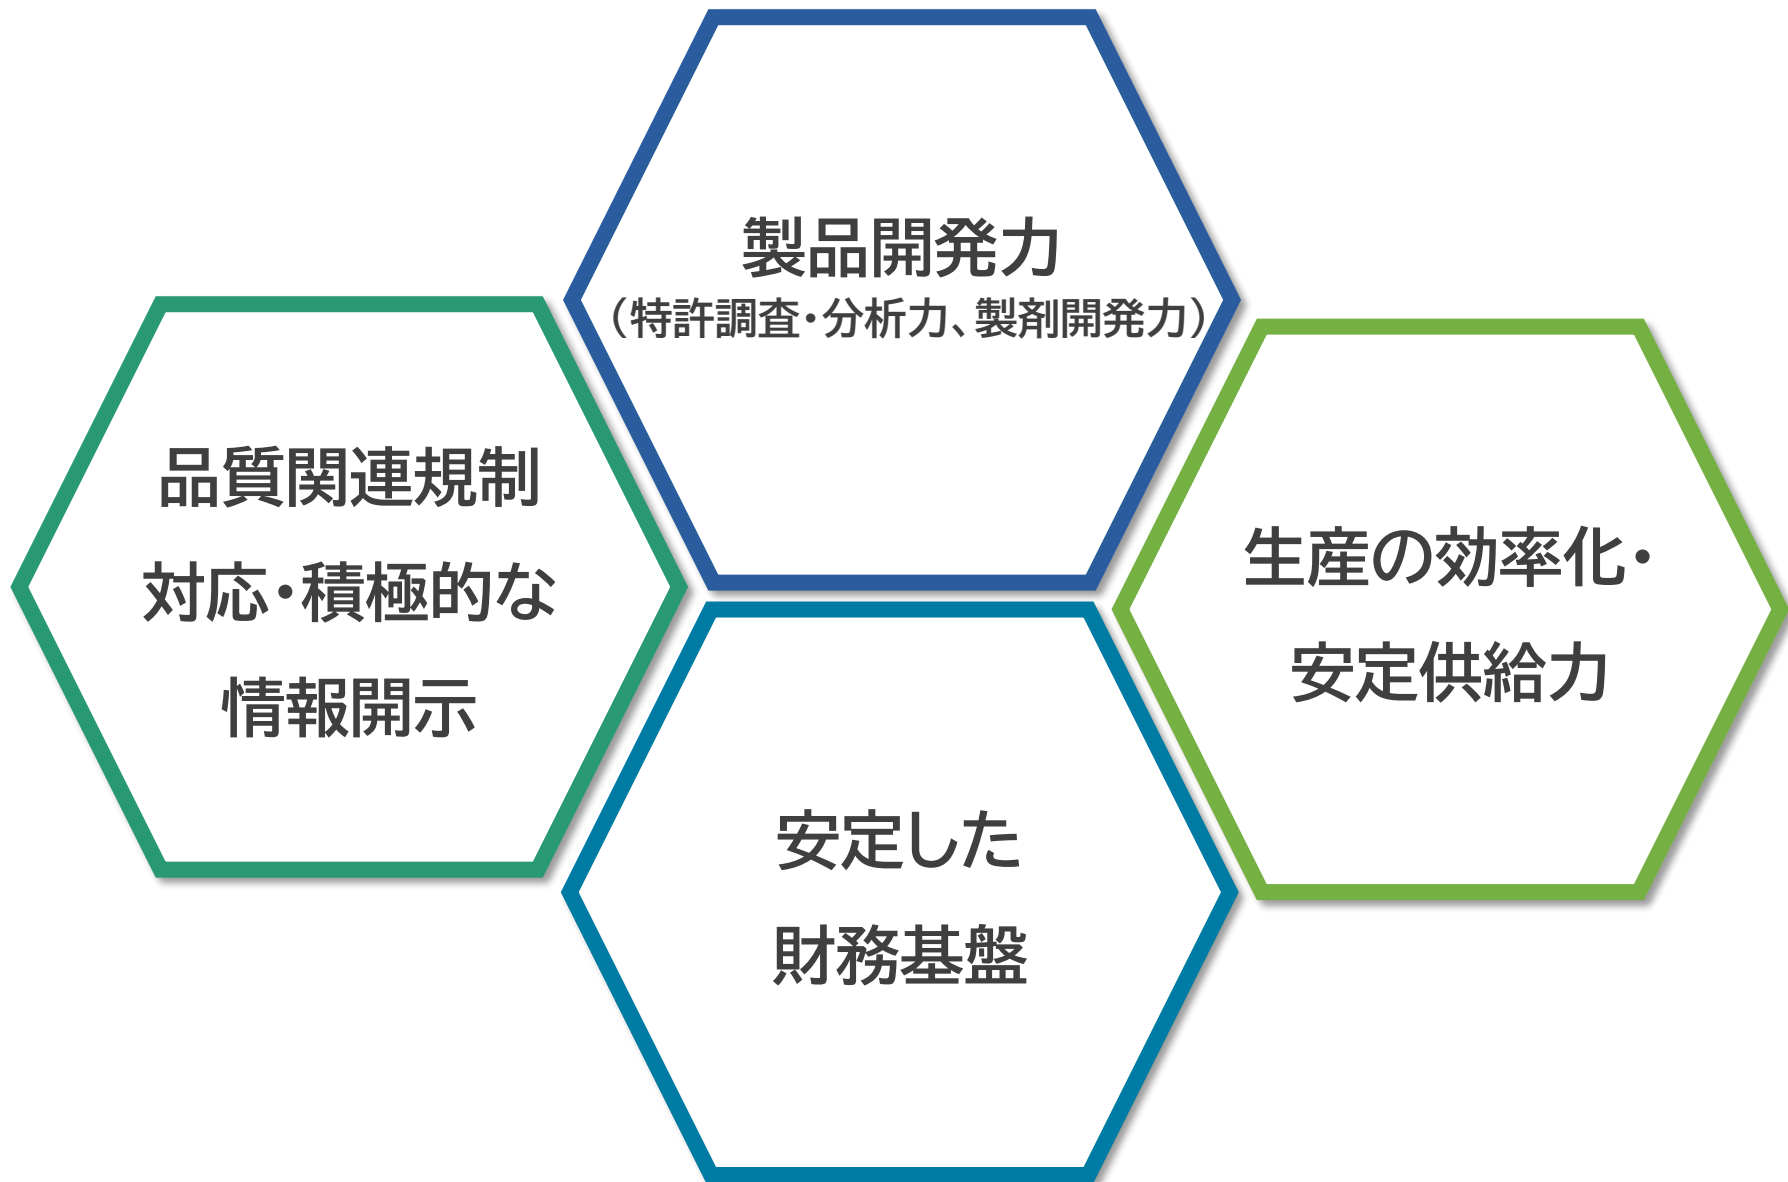 製品開発力
（特許調査・分析力、製剤開発力）
品質関連規制
対応・積極的な
情報開示
生産の効率化・
安定供給力
安定した
財務基盤